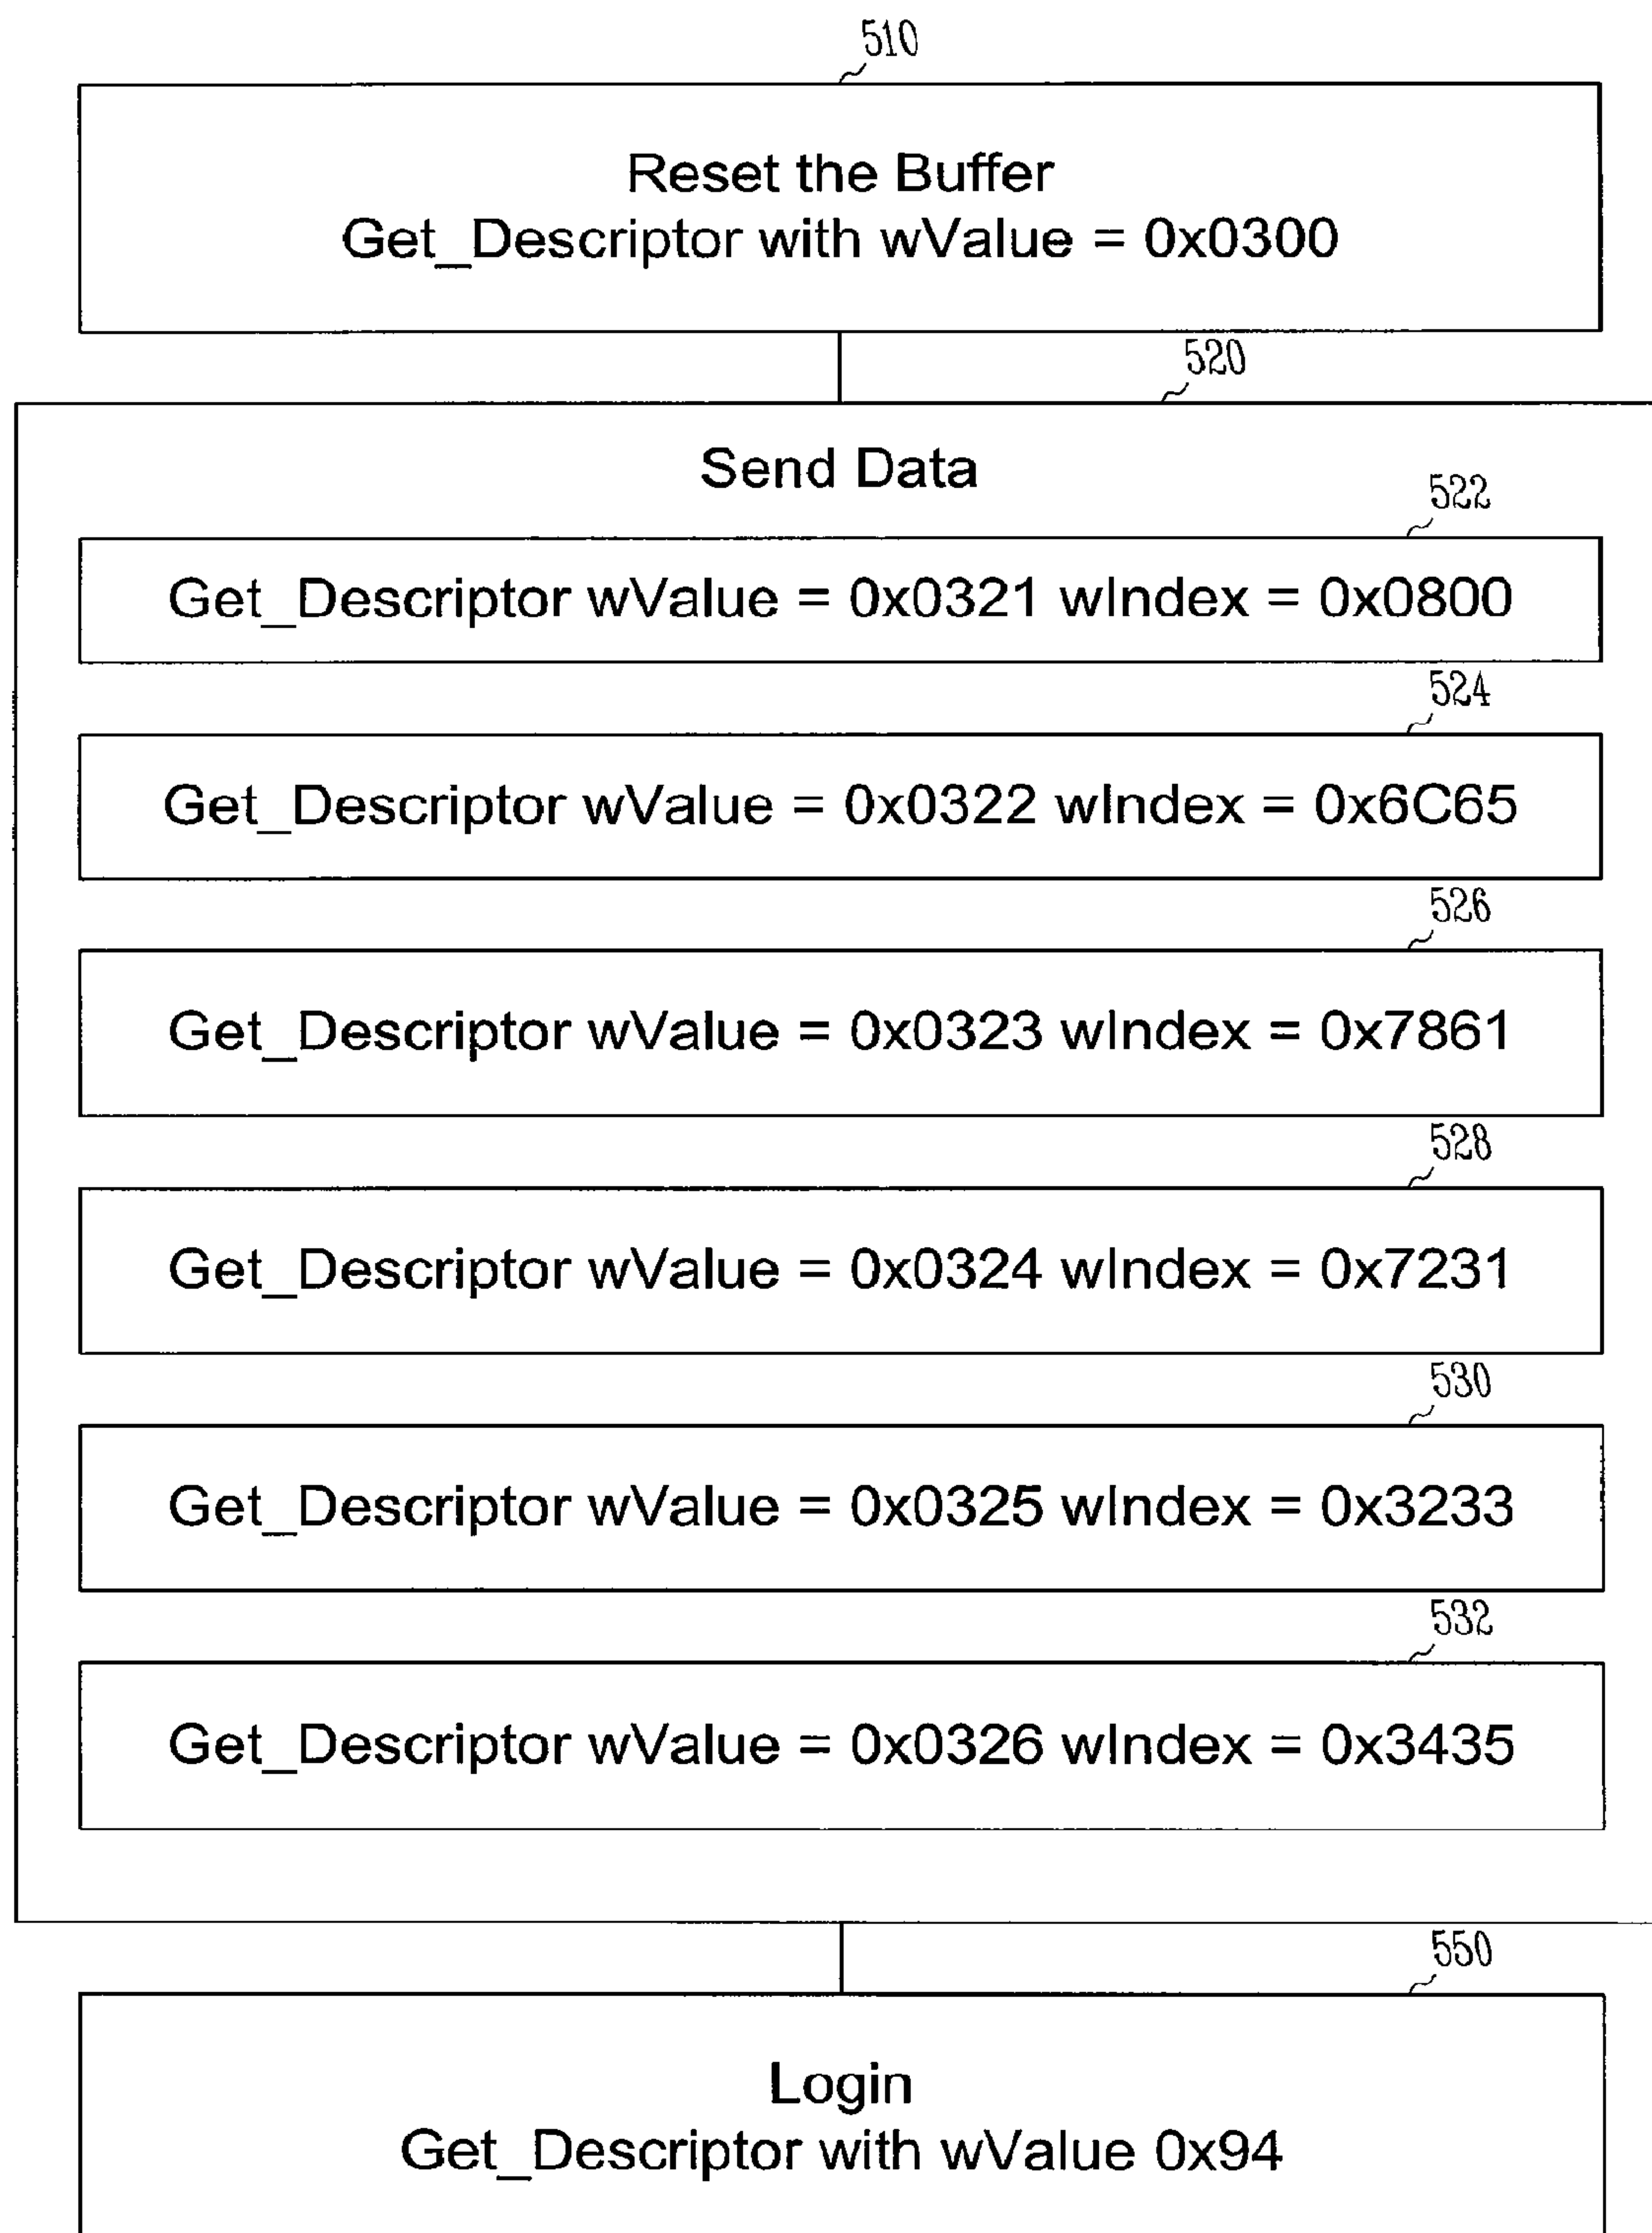 510
Reset the Buffer
Get_Descriptor with wValue = 0x0300
520
Send Data
522
Get_Descriptor wValue = 0x0321 wIndex = 0x0800
524
Get_Descriptor wValue = 0x0322 wIndex = 0x6C65
526
Get_Descriptor wValue = 0x0323 wIndex = 0x7861
528
Get_Descriptor wValue = 0x0324 wIndex = 0x7231
530
Get_Descriptor wValue = 0x0325 wIndex = 0x3233
532
Get_Descriptor wValue = 0x0326 wIndex = 0x3435
550
Login
Get_Descriptor with wValue 0x94